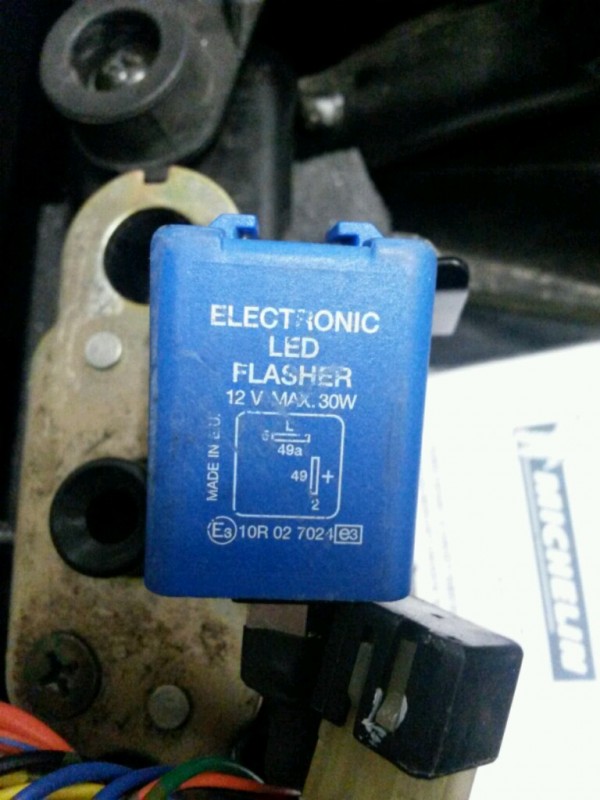 ELECTRONIC
LED
FLASHER
12 V MAX. 30W
MADE IN E.U.
L
49a
49 +
2
E3 10R 02 7024 e3
MICHELIN